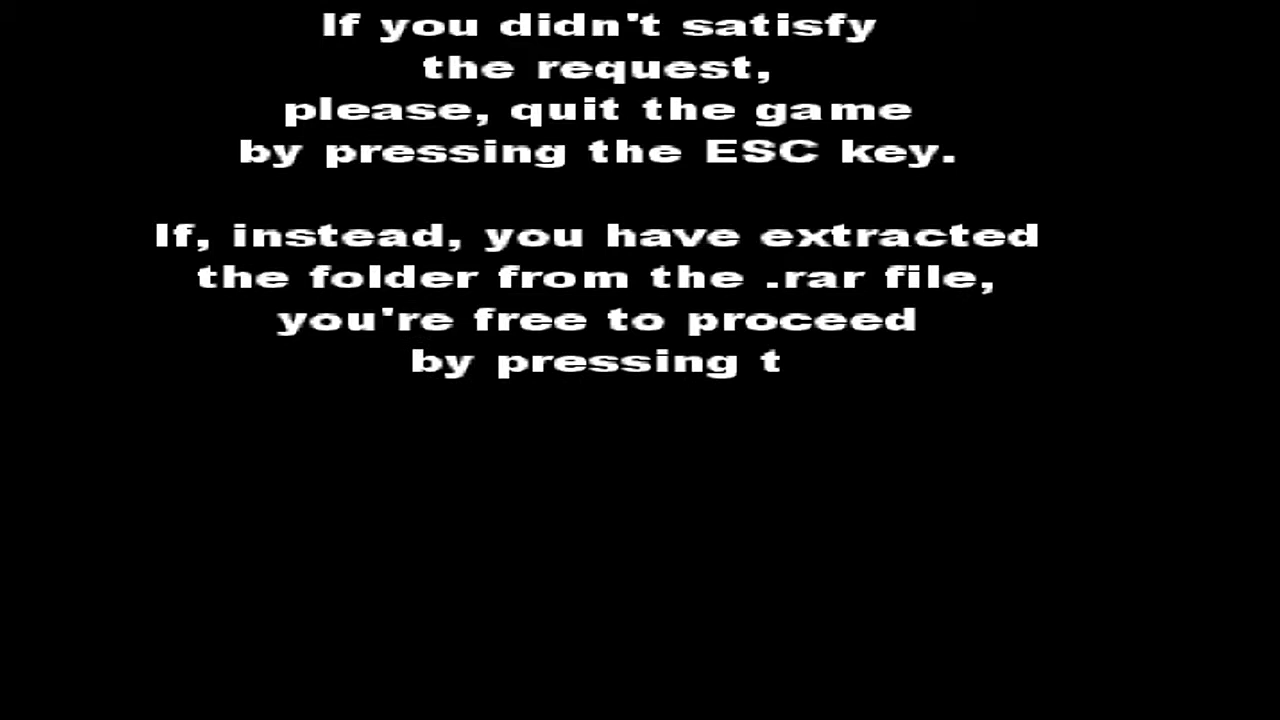 If you didn't satisfy
the request,
please, quit the game
by pressing the ESC key.
If, instead, you have extracted
the folder from the .rar file,
you're free to proceed
by pressing t